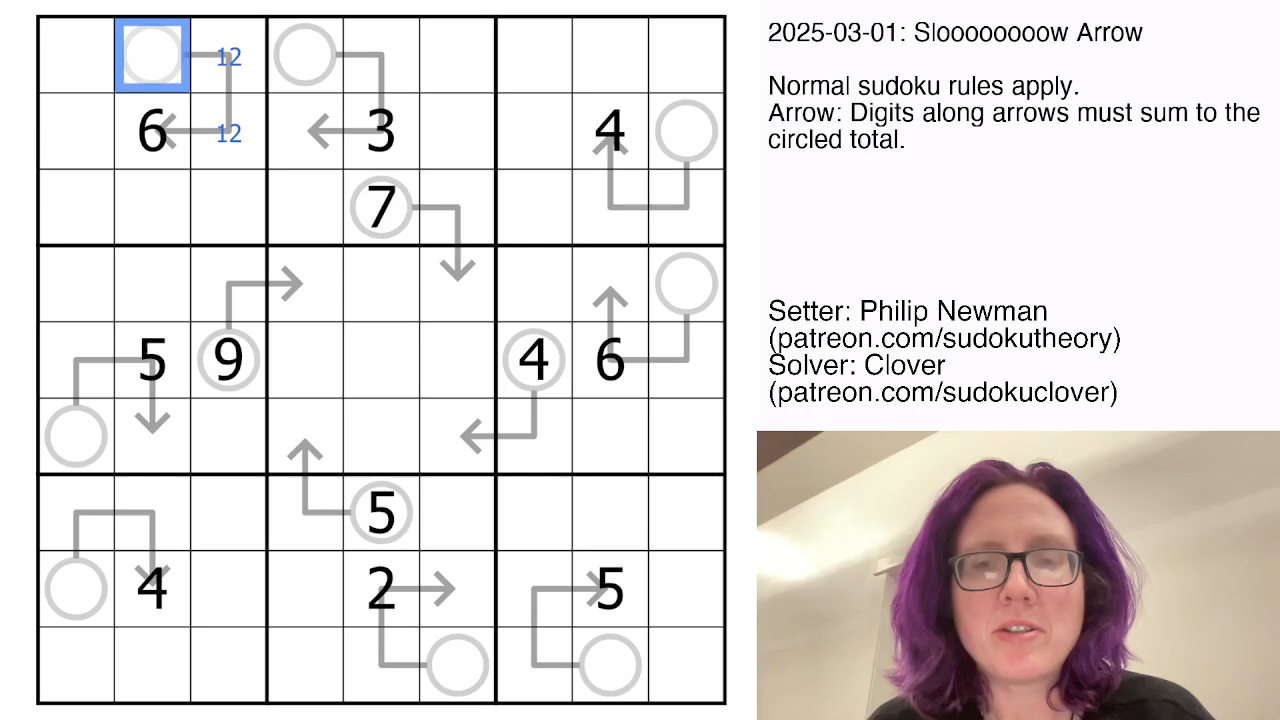 2025-03-01: Sloooooooow Arrow
Normal sudoku rules apply.
Arrow: Digits along arrows must sum to the
circled total.
12
6 12 3 4
7
5 9 4 6
5
4 2 5
Setter: Philip Newman
(patreon.com/sudokutheory)
Solver: Clover
(patreon.com/sudokuclover)